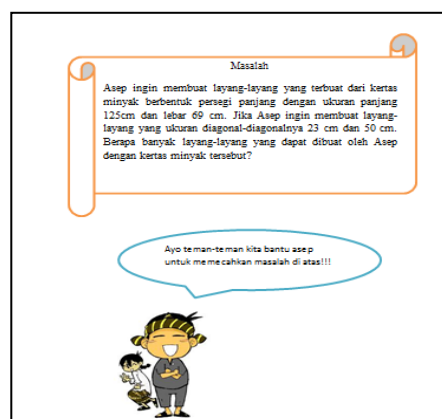 Masalah
Asep ingin membuat layang-layang yang terbuat dari kertas
minyak berbentuk persegi panjang dengan ukuran panjang
125cm dan lebar 69 cm. Jika Asep ingin membuat layang-
layang yang ukuran diagonal-diagonalnya 23 cm dan 50 cm.
Berapa banyak layang-layang yang dapat dibuat oleh Asep
dengan kertas minyak tersebut?
Ayo teman-teman kita bantu asep
untuk memecahkan masalah di atas!!!